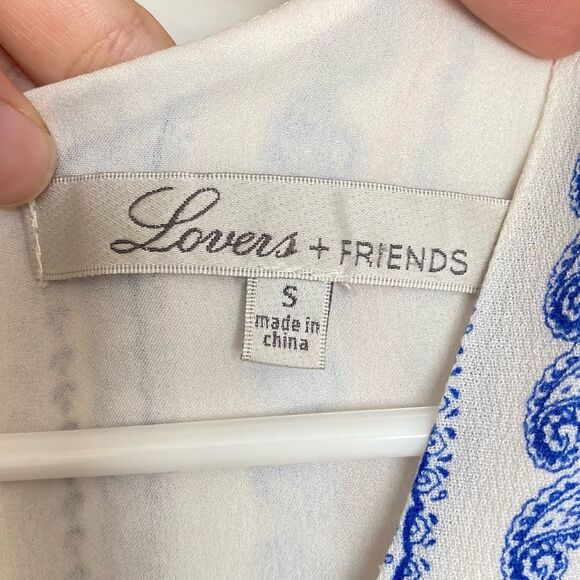 Lovers + FRIENDS
S
made in
china